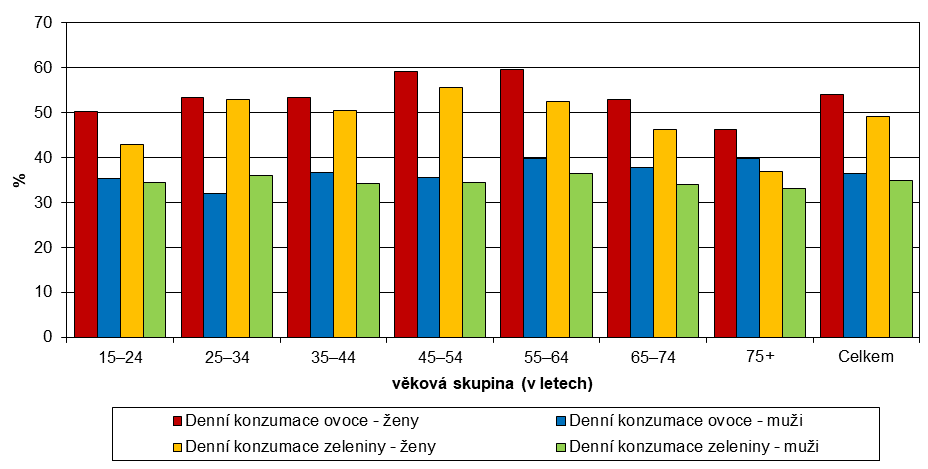 70
60
50
40
30
20
10
0
%
15–24 25–34 35–44 45–54 55–64 65–74 75+ Celkem
věková skupina (v letech)
Denní konzumace ovoce - ženy Denní konzumace ovoce - muži
Denní konzumace zeleniny - ženy Denní konzumace zeleniny - muži